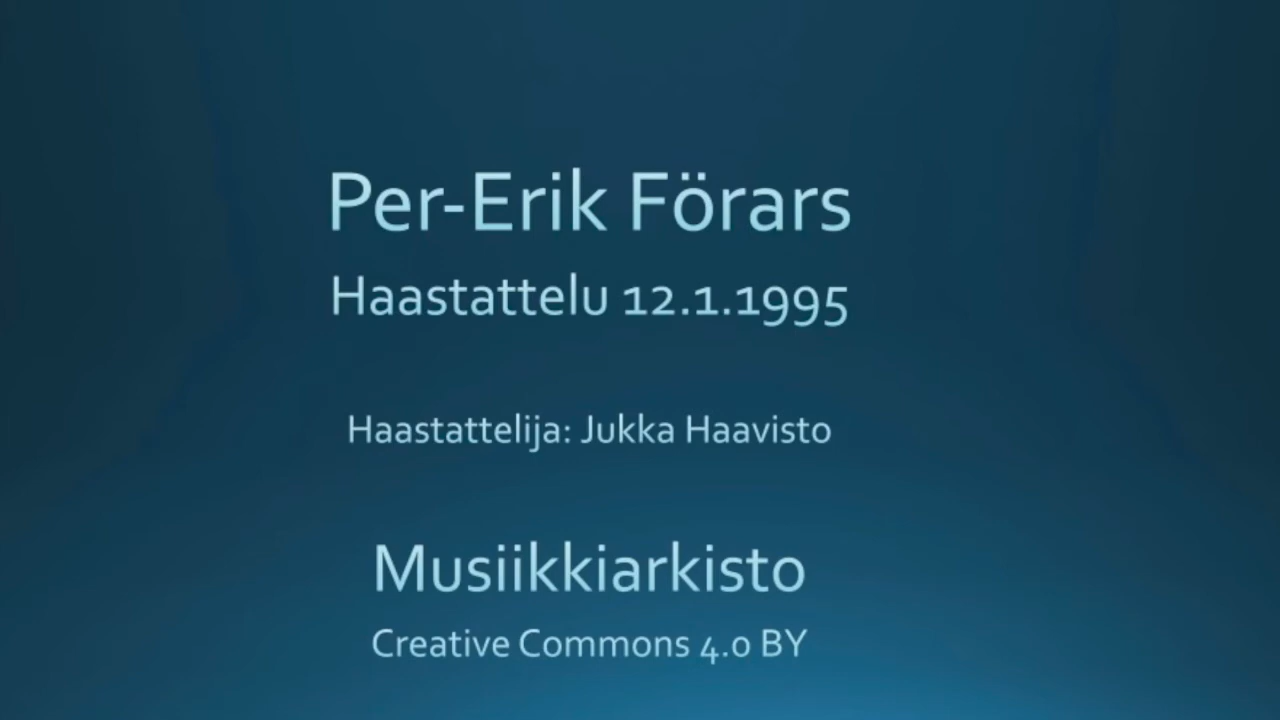 Per-Erik Förars
Haastattelu 12.1.1995
Haastattelija: Jukka Haavisto
Musiikkiarkisto
Creative Commons 4.0 BY